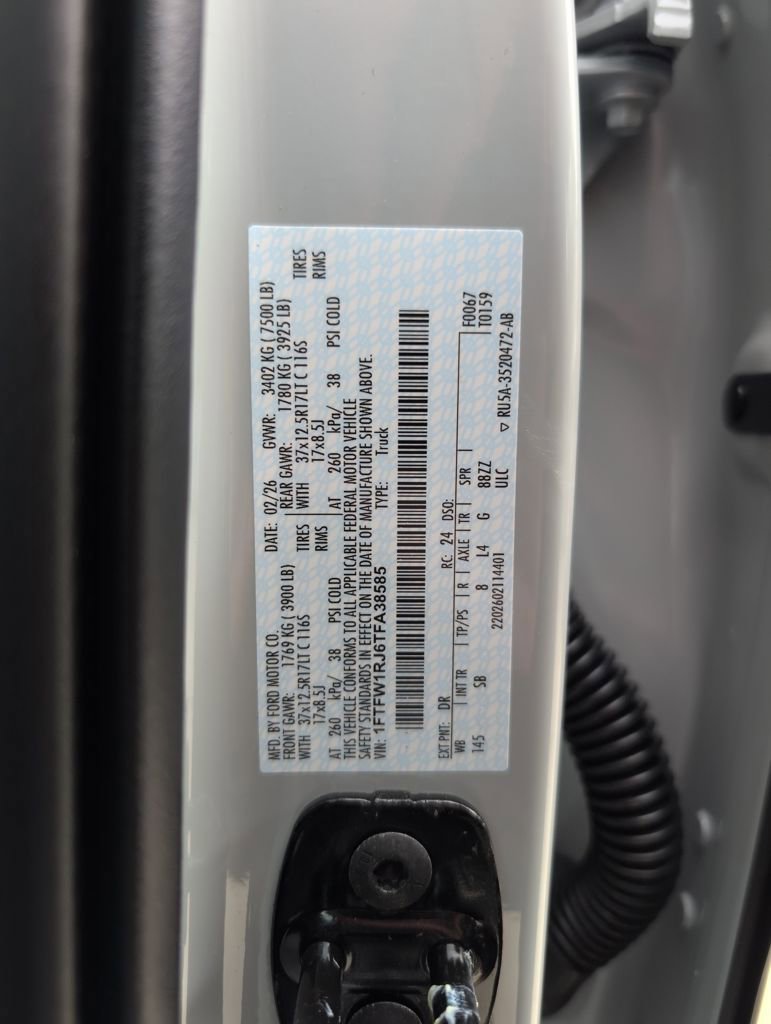 MFD. BY FORD MOTOR CO. DATE: 02/26 GVWR: 3402 KG ( 7500 LB)
FRONT GAWR: 1769 KG ( 3900 LB) REAR GAWR: 1780 KG ( 3925 LB)
WITH 37x12.5R17LT C 116S TIRES WITH 37x12.5R17LT C 116S TIRES
17x8.5J RIMS 17x8.5J RIMS
AT 260 kPa/ 38 PSI COLD AT 260 kPa/ 38 PSI COLD
THIS VEHICLE CONFORMS TO ALL APPLICABLE FEDERAL MOTOR VEHICLE
SAFETY STANDARDS IN EFFECT ON THE DATE OF MANUFACTURE SHOWN ABOVE.
VIN: 1FTFW1RJ6TFA38585 TYPE: Truck
EXT PNT: DR RC: 24 DSO: F0067
WB INT TR TP/PS R AXLE TR SPR T0159
145 SB 8 L4 G 8BZZ
2202602114401 ULC ▽ RU5A-3520472-AB